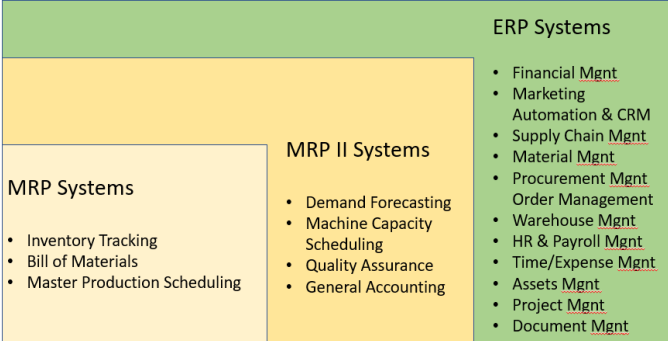 ERP Systems
• Financial Mgnt
• Marketing
Automation & CRM
• Supply Chain Mgnt
• Material Mgnt
• Procurement Mgnt
Order Management
• Warehouse Mgnt
• HR & Payroll Mgnt
• Time/Expense Mgnt
• Assets Mgnt
• Project Mgnt
• Document Mgnt
MRP II Systems
• Demand Forecasting
• Machine Capacity
Scheduling
• Quality Assurance
• General Accounting
MRP Systems
• Inventory Tracking
• Bill of Materials
• Master Production Scheduling